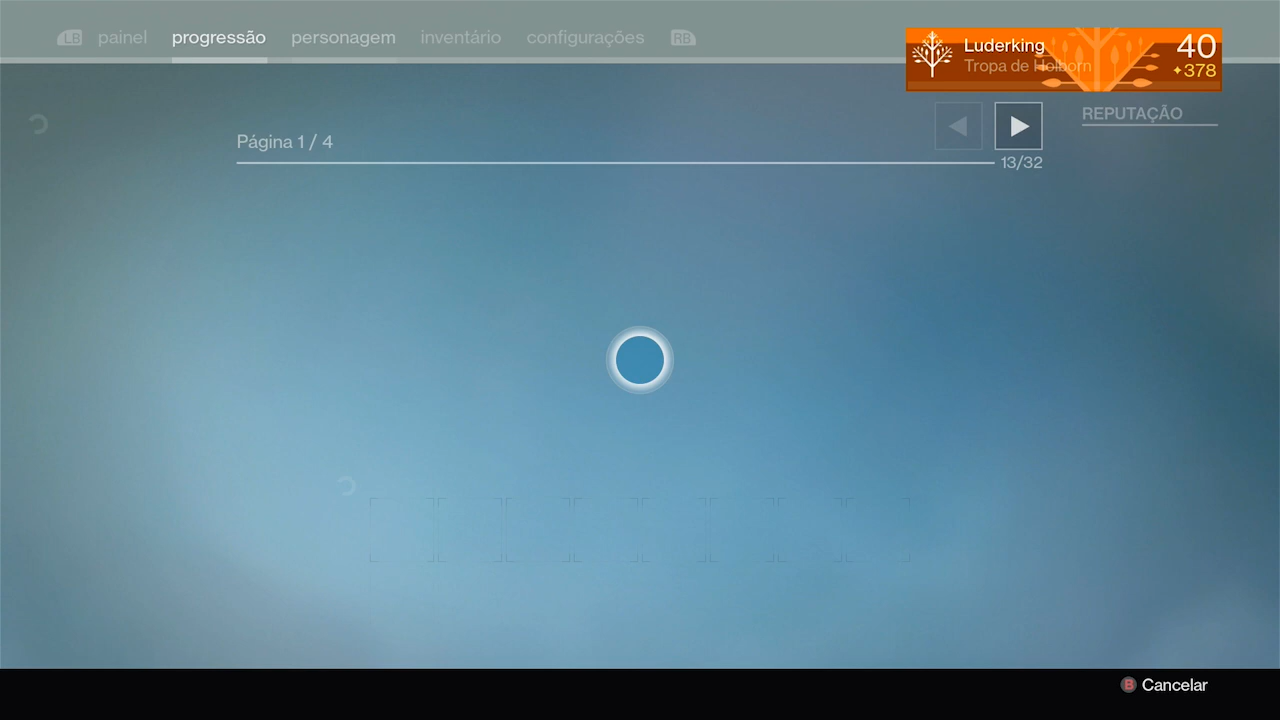 LB painel progressão personagem inventário configurações RB
Luderking
Tropa de Holborn
40
378
REPUTAÇÃO
Página 1 / 4
13/32
B Cancelar